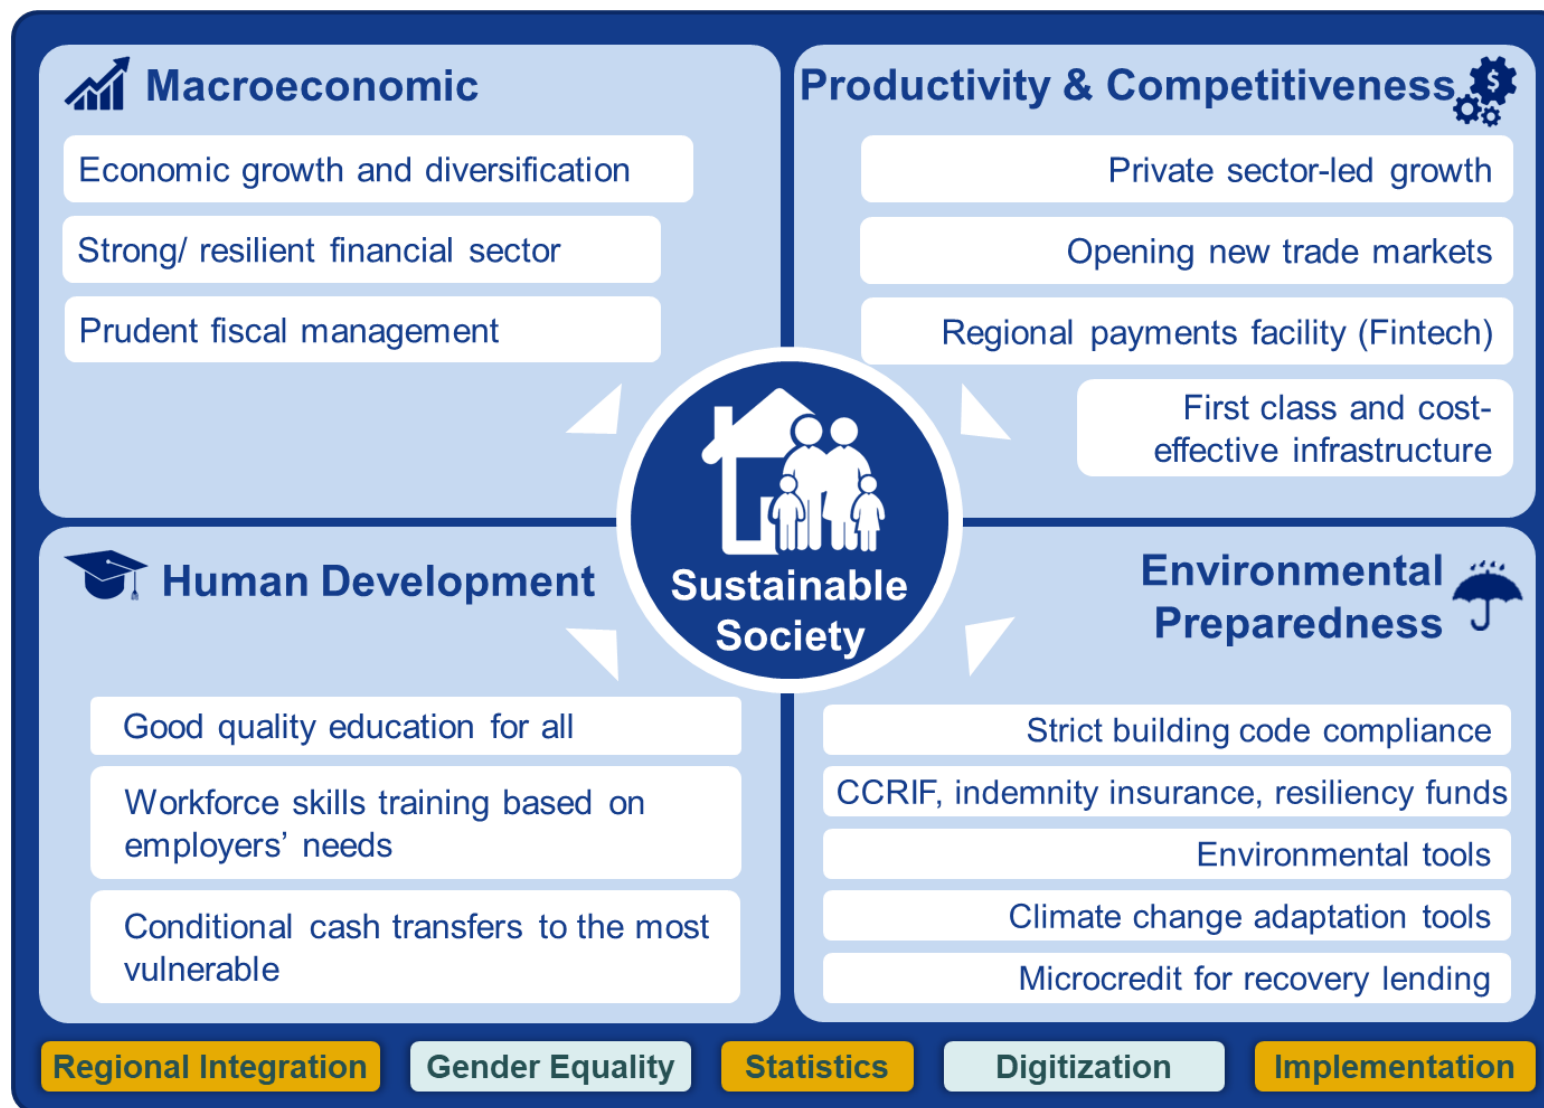 Macroeconomic
Economic growth and diversification
Strong/ resilient financial sector
Prudent fiscal management
Productivity & Competitiveness
$
Private sector-led growth
Opening new trade markets
Regional payments facility (Fintech)
First class and cost-
effective infrastructure
Sustainable
Society
Human Development
Good quality education for all
Workforce skills training based on
employers’ needs
Conditional cash transfers to the most
vulnerable
Environmental
Preparedness
Strict building code compliance
CCRIF, indemnity insurance, resiliency funds
Environmental tools
Climate change adaptation tools
Microcredit for recovery lending
Regional Integration
Gender Equality
Statistics
Digitization
Implementation